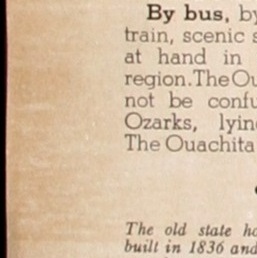 By bus, by
train, scenic s
at hand in
region. The Ou
not be confu
Ozarks, lyin
The Ouachita
The old state ho
built in 1836 and